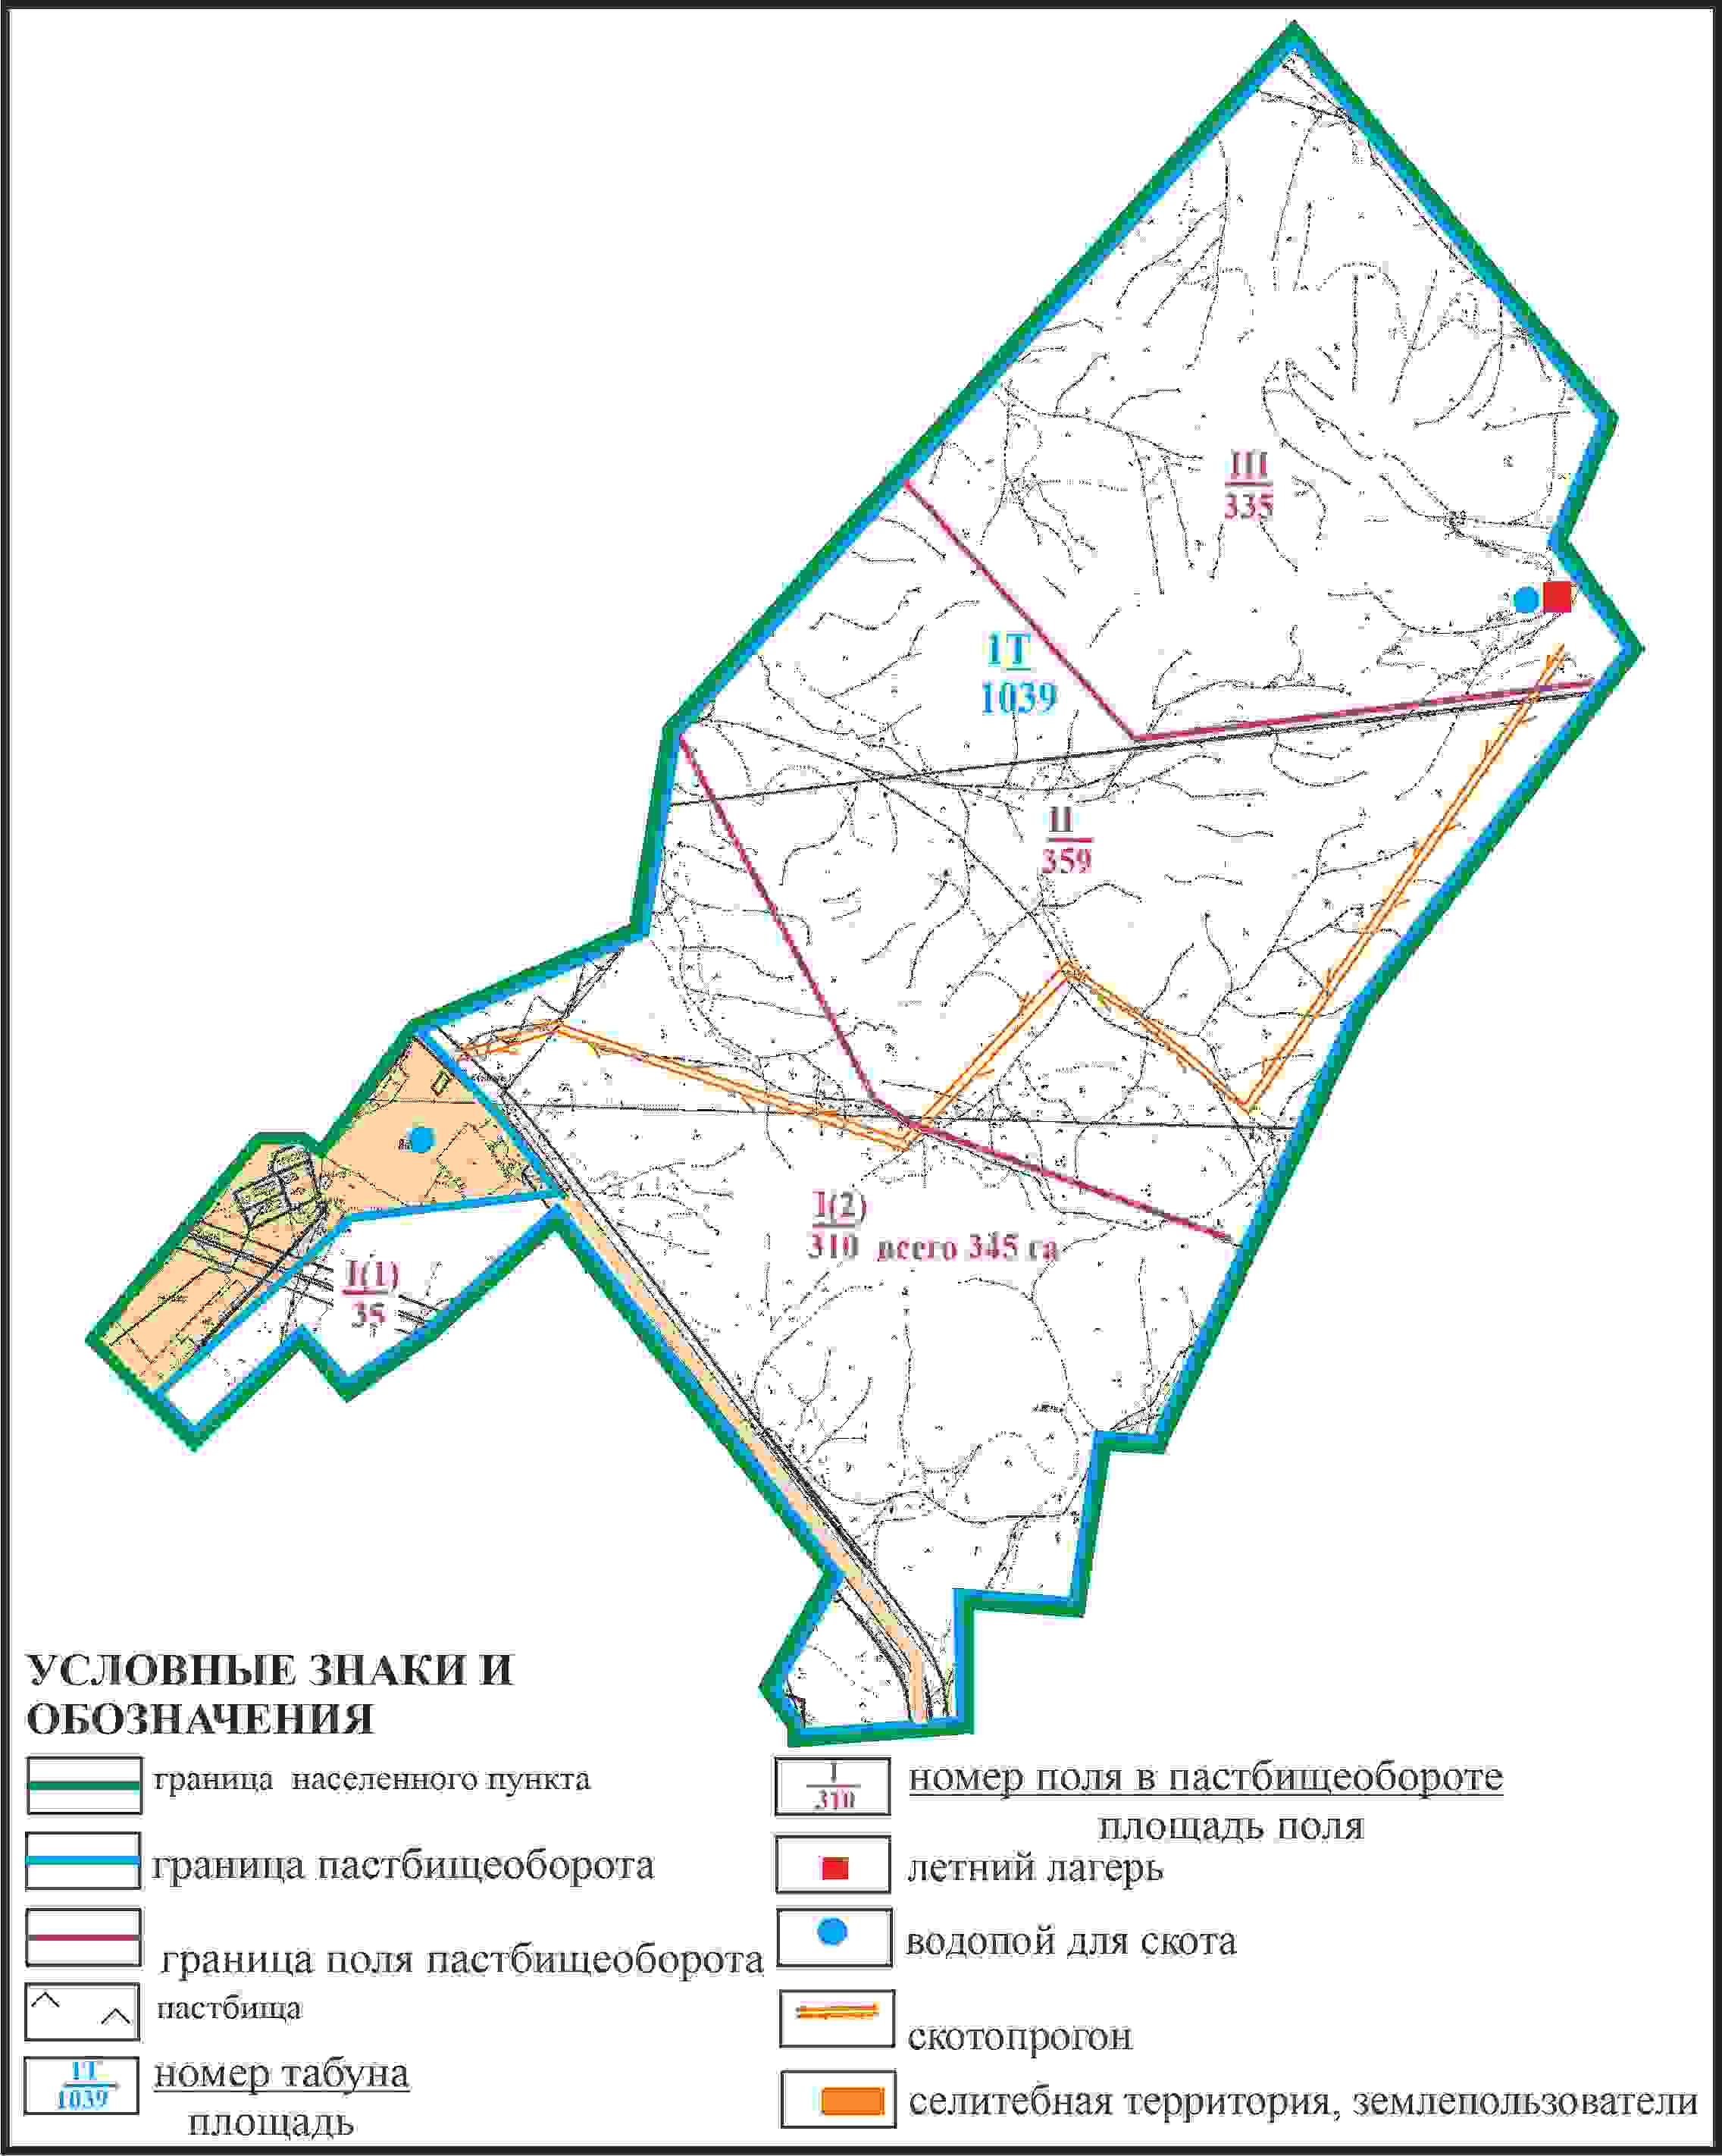 III
335
1Т
1039
II
359
I(2)
310 всего 345 га
I(1)
35
УСЛОВНЫЕ ЗНАКИ И
ОБОЗНАЧЕНИЯ
граница населенного пункта
граница пастбищеоборота
граница поля пастбищеоборота
пастбища
1Т
1039
номер табуна
площадь
I
310
номер поля в пастбищеобороте
площадь поля
летний лагерь
водопой для скота
скотопрогон
селитебная территория, землепользователи